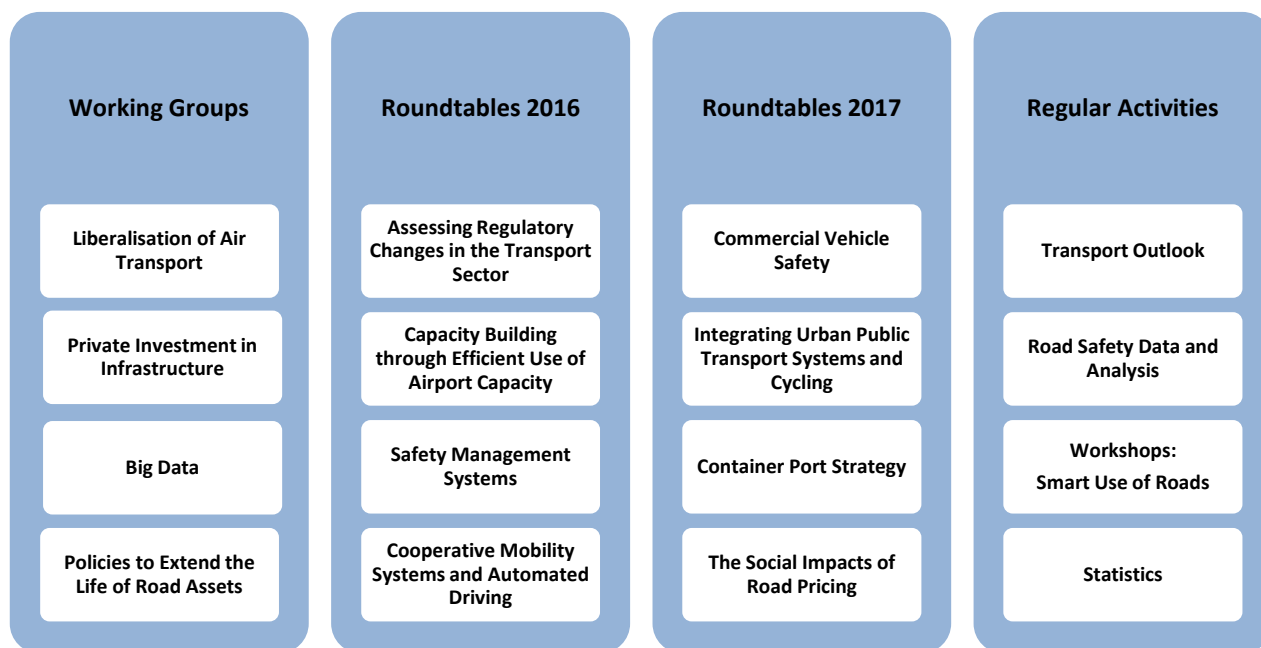 Working Groups
Liberalisation of Air
Transport
Private Investment in
Infrastructure
Big Data
Policies to Extend the
Life of Road Assets
Roundtables 2016
Assessing Regulatory
Changes in the Transport
Sector
Capacity Building
through Efficient Use of
Airport Capacity
Safety Management
Systems
Cooperative Mobility
Systems and Automated
Driving
Roundtables 2017
Commercial Vehicle
Safety
Integrating Urban Public
Transport Systems and
Cycling
Container Port Strategy
The Social Impacts of
Road Pricing
Regular Activities
Transport Outlook
Road Safety Data and
Analysis
Workshops:
Smart Use of Roads
Statistics